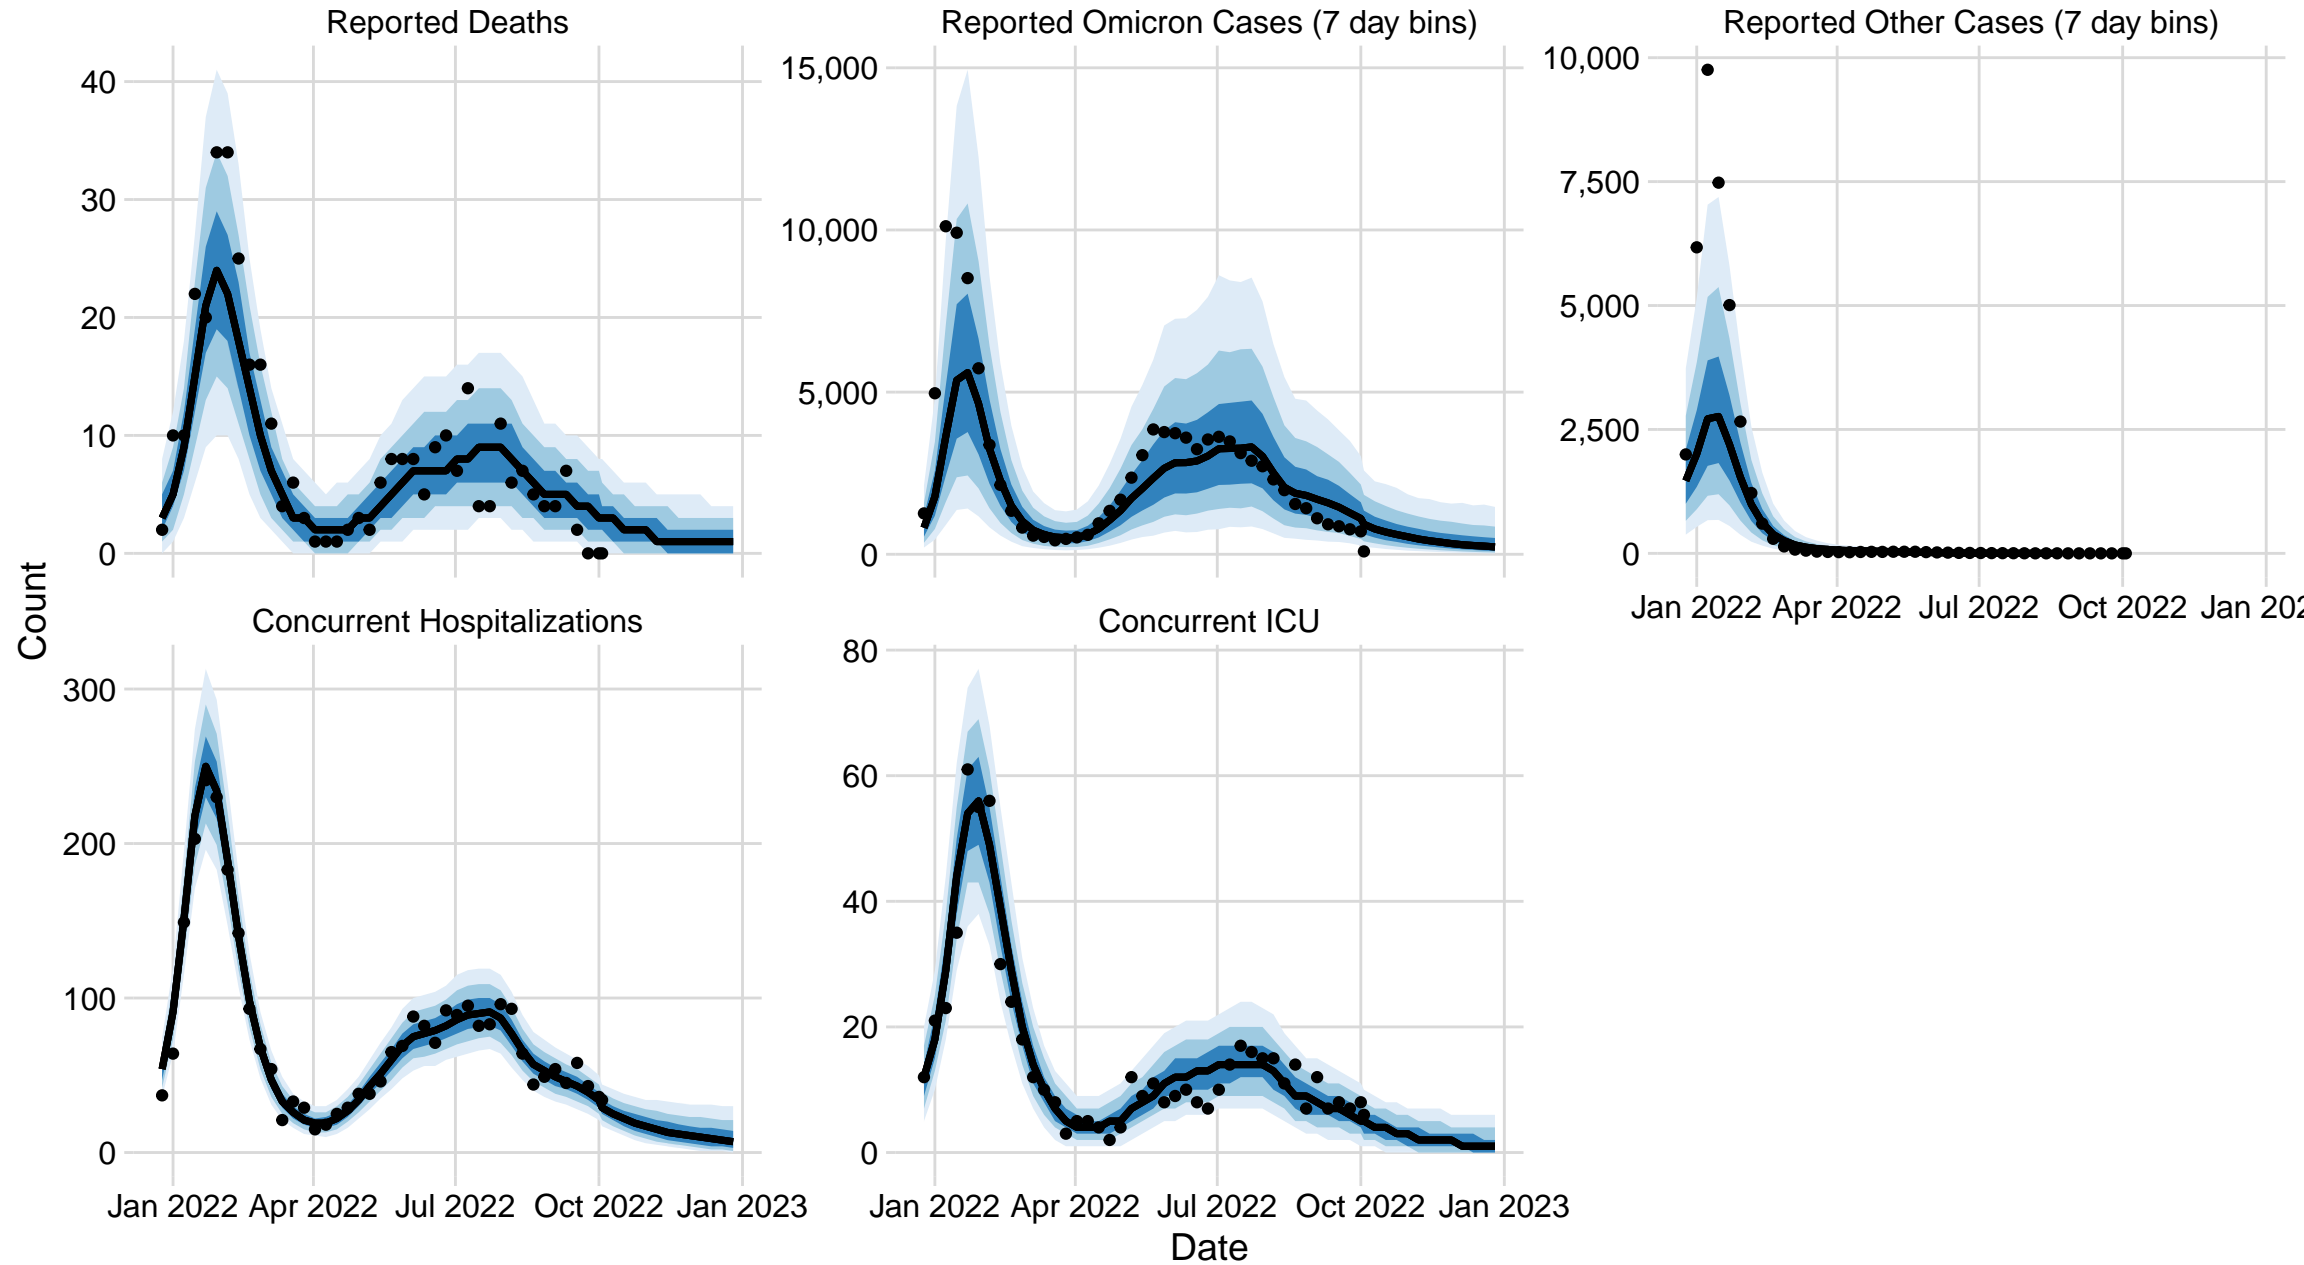 Reported Deaths
Reported Omicron Cases (7 day bins)
Reported Other Cases (7 day bins)
40
30
20
10
0
15,000
10,000
5,000
0
10,000
7,500
5,000
2,500
0
Jan 2022 Apr 2022 Jul 2022 Oct 2022 Jan 202
Count
Concurrent Hospitalizations
Concurrent ICU
300
200
100
0
80
60
40
20
0
Jan 2022 Apr 2022 Jul 2022 Oct 2022 Jan 2023
Jan 2022 Apr 2022 Jul 2022 Oct 2022 Jan 2023
Date